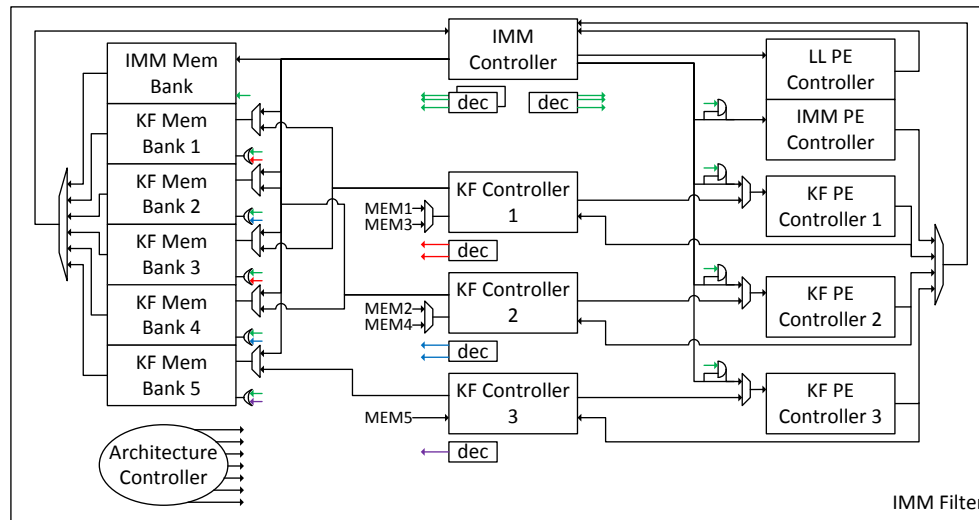 IMM Mem
Bank
KF Mem
Bank 1
KF Mem
Bank 2
KF Mem
Bank 3
KF Mem
Bank 4
KF Mem
Bank 5
Architecture
Controller
IMM
Controller
dec
dec
KF Controller
1
MEM1
MEM3
dec
KF Controller
2
MEM2
MEM4
dec
KF Controller
3
MEM5
dec
LL PE
Controller
IMM PE
Controller
KF PE
Controller 1
KF PE
Controller 2
KF PE
Controller 3
IMM Filter